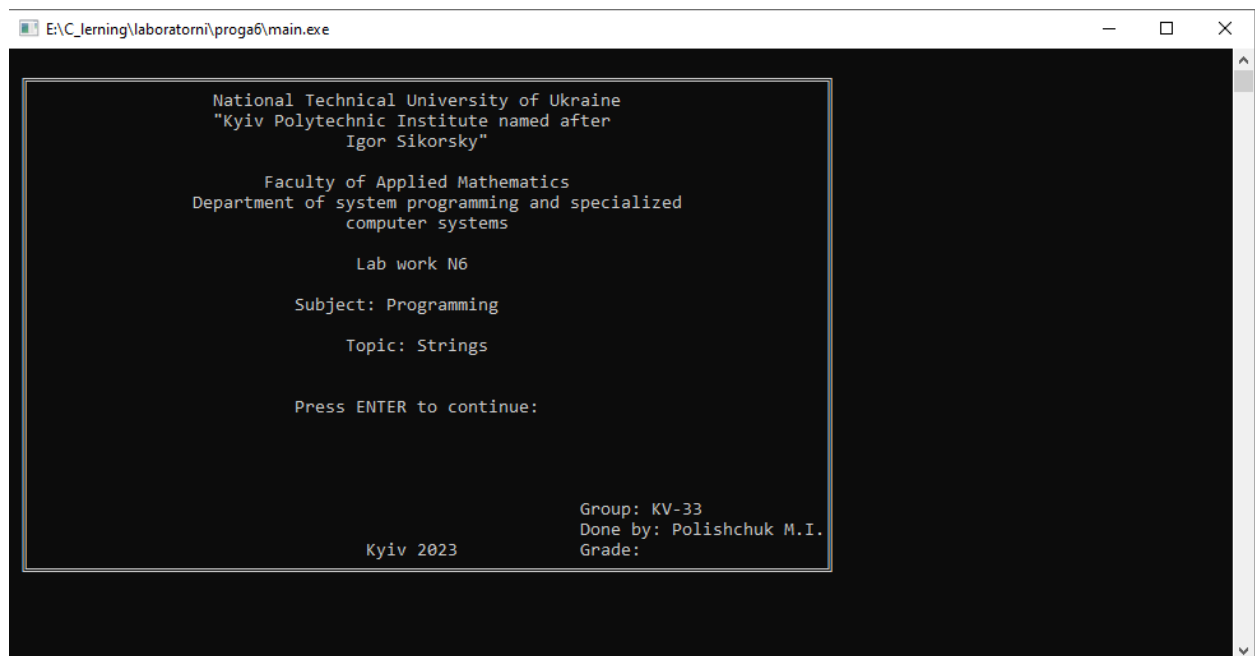 E:\C_lerning\laboratorni\proga6\main.exe
National Technical University of Ukraine
"Kyiv Polytechnic Institute named after
Igor Sikorsky"
Faculty of Applied Mathematics
Department of system programming and specialized
computer systems
Lab work N6
Subject: Programming
Topic: Strings
Press ENTER to continue:
Group: KV-33
Done by: Polishchuk M.I.
Kyiv 2023 Grade: